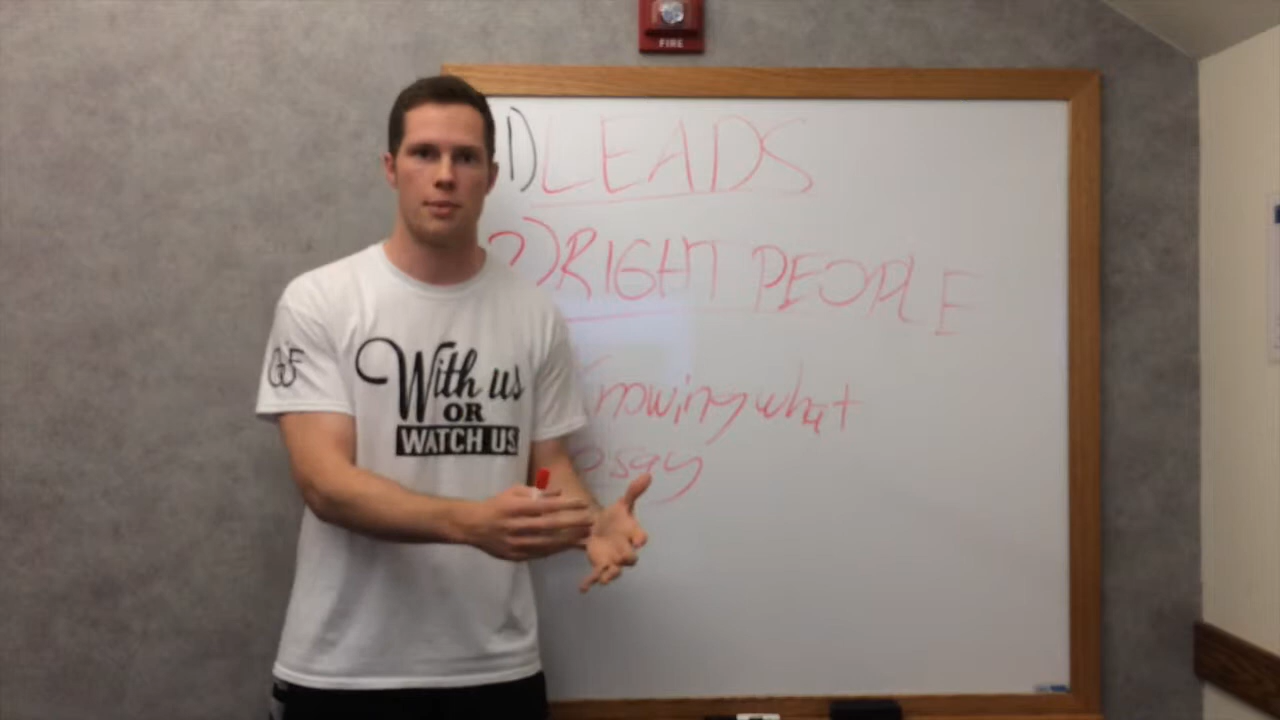 FIRE
1) LEADS
2) RIGHT PEOPLE
Knowing what
to say
With us
OR
WATCH US